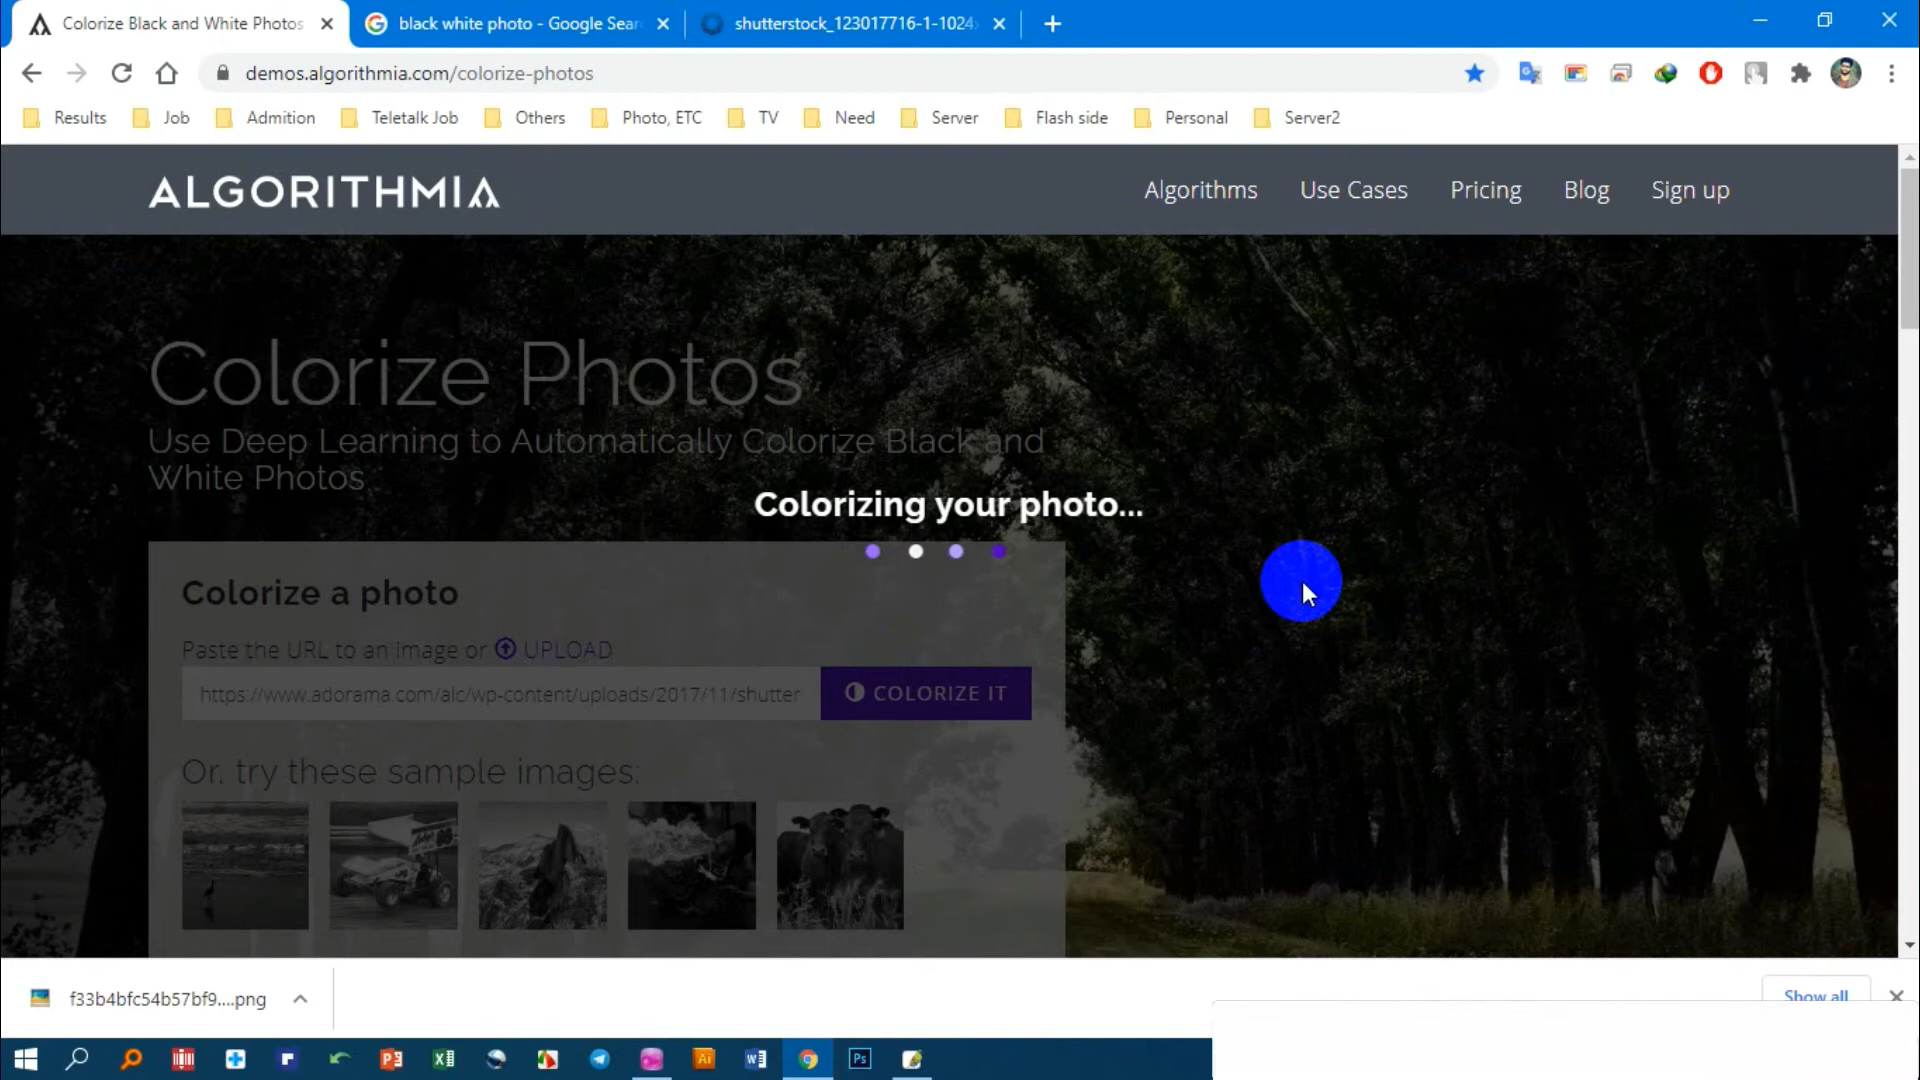 Colorize Black and White Photos
black white photo - Google Sear
shutterstock_123017716-1-1024
demos.algorithmia.com/colorize-photos
Results Job Admition Teletalk Job Others Photo, ETC TV Need Server Flash side Personal Server2
ALGORITHMIA
Algorithms Use Cases Pricing Blog Sign up
Colorize Photos
Use Deep Learning to Automatically Colorize Black and
White Photos
Colorizing your photo...
Colorize a photo
Paste the URL to an image or UPLOAD
https://www.adorama.com/alc/wp-content/uploads/2017/11/shutter
COLORIZE IT
Or, try these sample images:
f33b4bfc54b57bf9....png
Show all
Ai
Ps